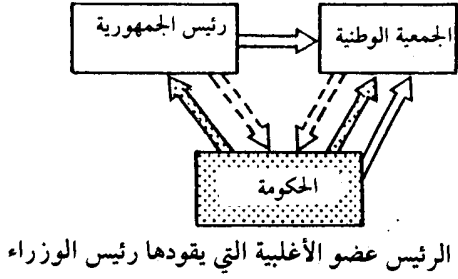 رئيس الجمهورية
الجمعية الوطنية
الحكومة
الرئيس عضو الأغلبية التي يقودها رئيس الوزراء